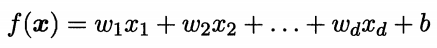 f(𝒙) = w₁x₁ + w₂x₂ + … + w_dx_d + b